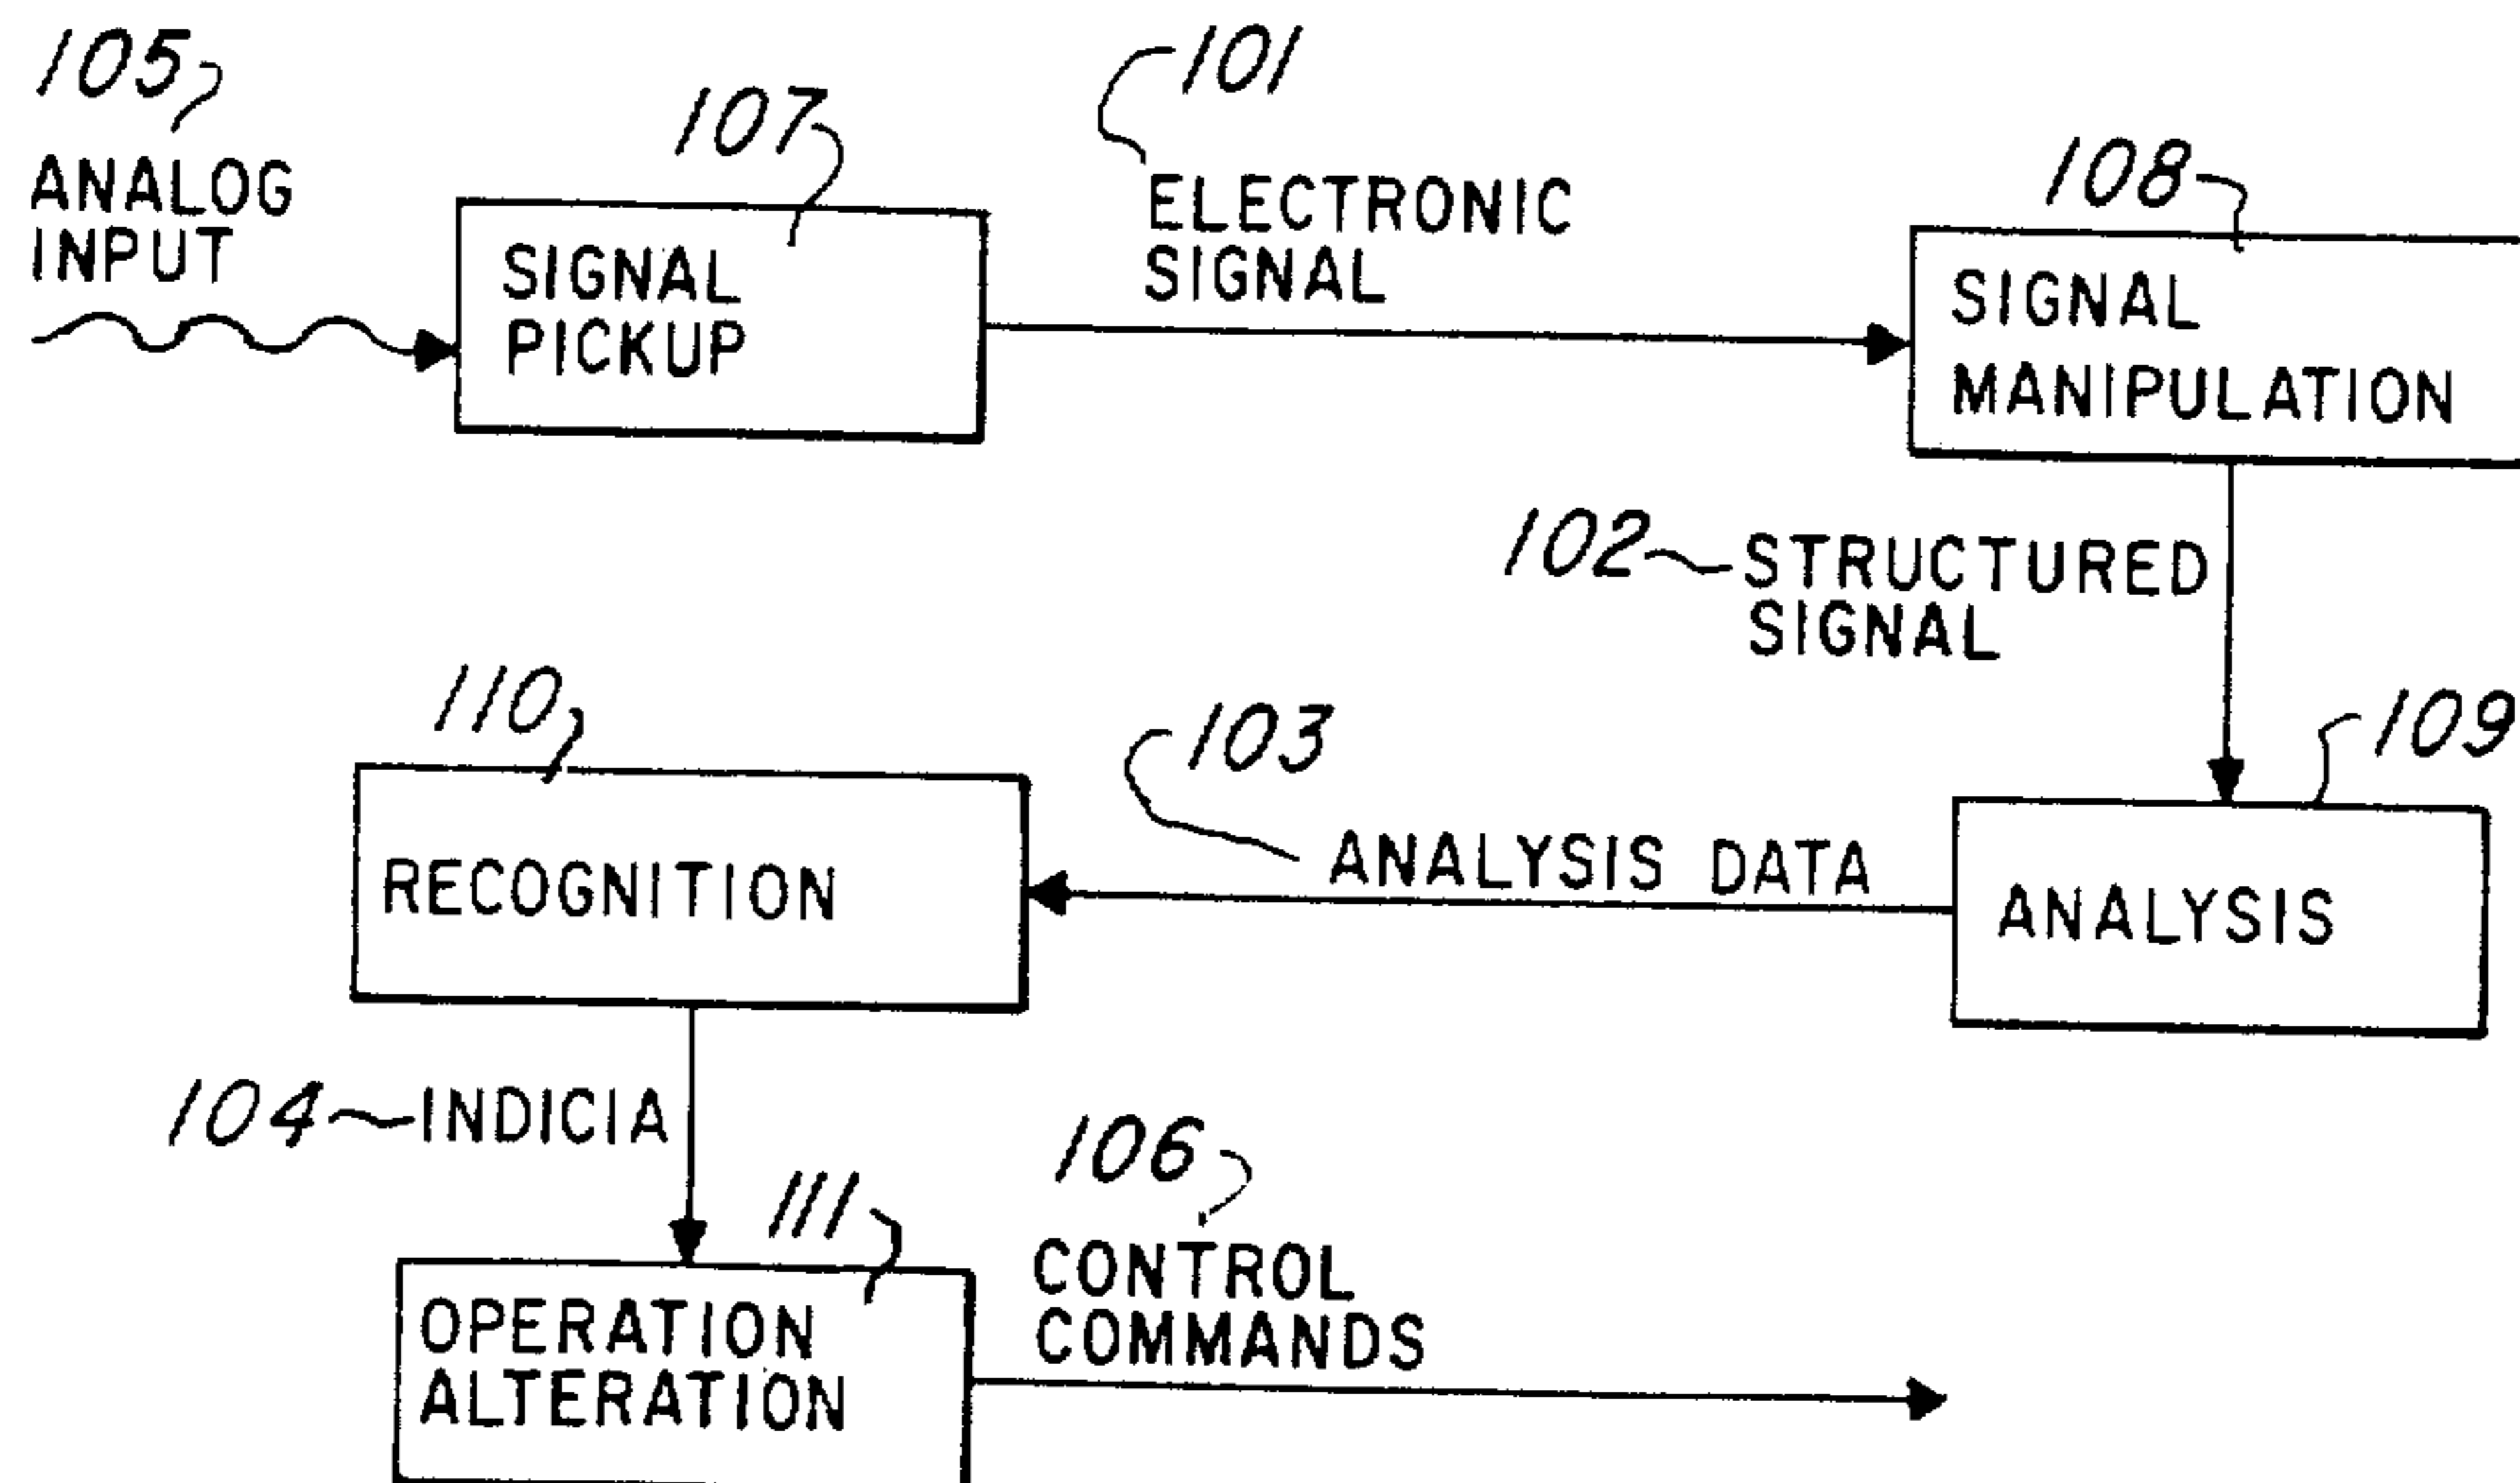 105
ANALOG
INPUT
107
SIGNAL
PICKUP
101
ELECTRONIC
SIGNAL
108
SIGNAL
MANIPULATION
102
STRUCTURED
SIGNAL
109
ANALYSIS
103
ANALYSIS DATA
110
RECOGNITION
104
INDICIA
111
OPERATION
ALTERATION
106
CONTROL
COMMANDS